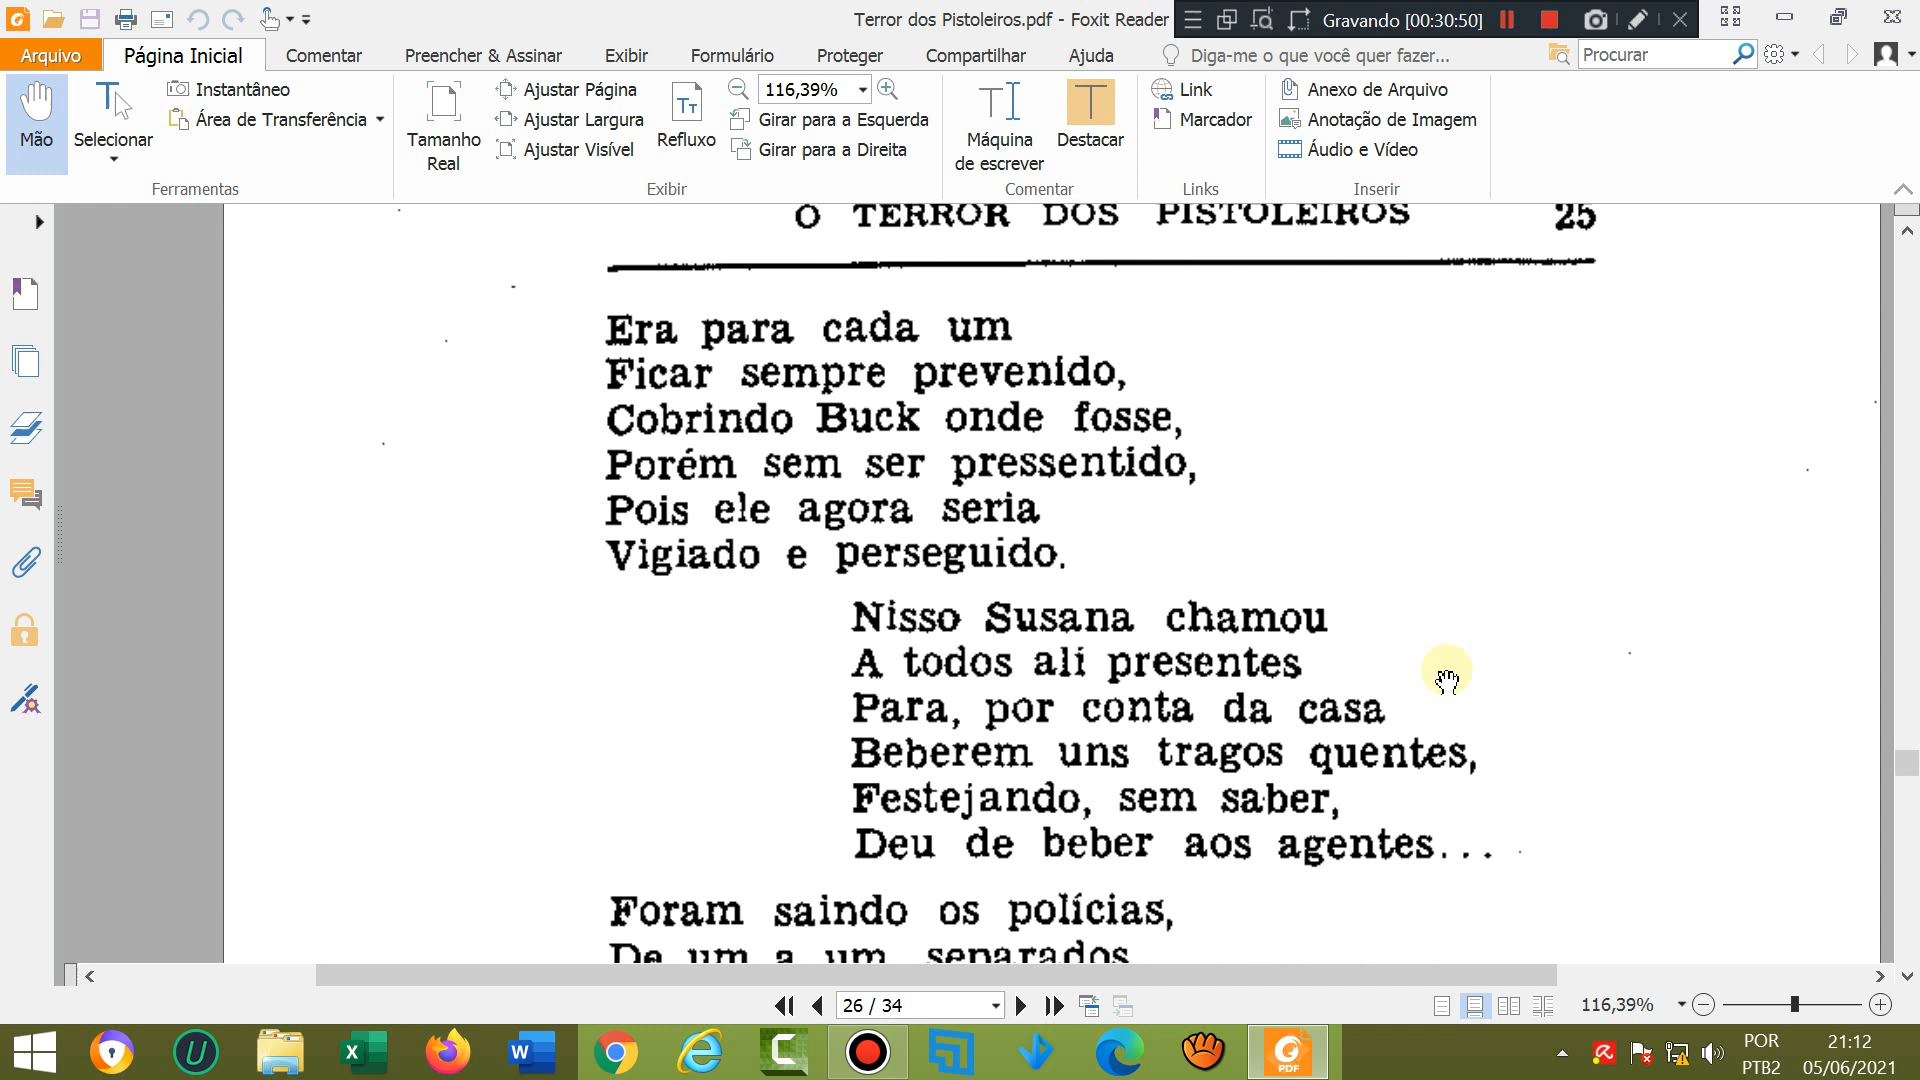 Terror dos Pistoleiros.pdf - Foxit Reader
Gravando [00:30:50]
Arquivo
Página Inicial
Comentar
Preencher & Assinar
Exibir
Formulário
Proteger
Compartilhar
Ajuda
Diga-me o que você quer fazer...
Procurar
Mão
Selecionar
Instantâneo
Área de Transferência
Ferramentas
Tamanho
Real
Ajustar Página
Ajustar Largura
Ajustar Visível
Refluxo
116,39%
Girar para a Esquerda
Girar para a Direita
Exibir
Máquina
de escrever
Destacar
Comentar
Link
Marcador
Links
Anexo de Arquivo
Anotação de Imagem
Áudio e Vídeo
Inserir
O TERROR DOS PISTOLEIROS 25
Era para cada um
Ficar sempre prevenido,
Cobrindo Buck onde fosse,
Porém sem ser pressentido,
Pois ele agora seria
Vigiado e perseguido.
Nisso Susana chamou
A todos alí presentes
Para, por conta da casa
Beberem uns tragos quentes,
Festejando, sem saber,
Deu de beber aos agentes...
Foram saindo os polícias,
De um a um separados
26 / 34
116,39%
POR
PTB2
21:12
05/06/2021